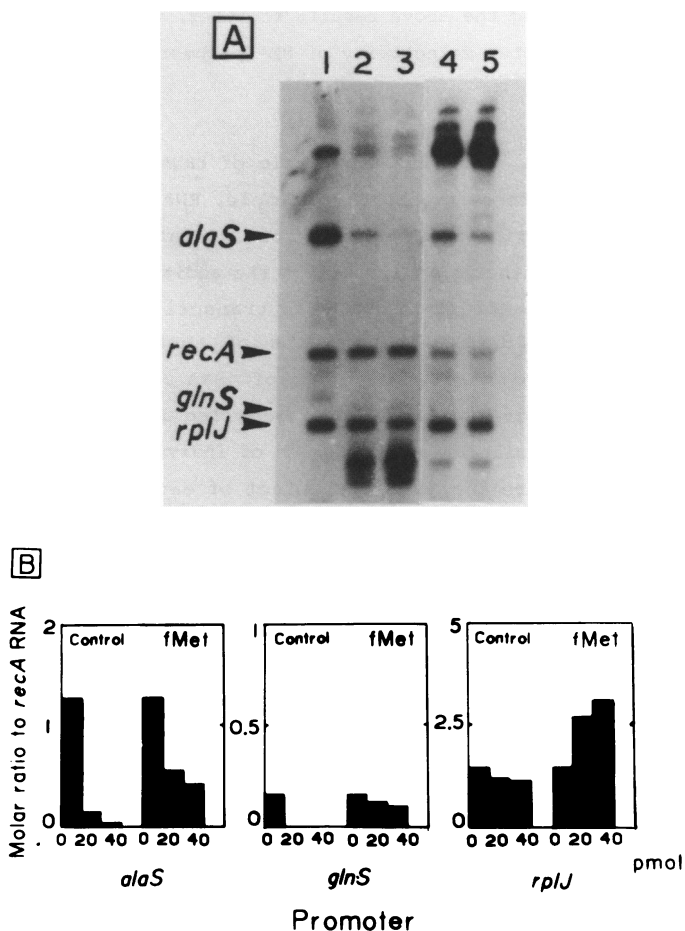 A
1 2 3 4 5
alaS
recA
glnS
rplJ
B
Molar ratio to recA RNA
2
1
0
Control fMet
0 20 40 0 20 40
alaS
1
0.5
0
Control fMet
0 20 40 0 20 40
glnS
5
2.5
0
Control fMet
0 20 40 0 20 40
rplJ
pmol
Promoter